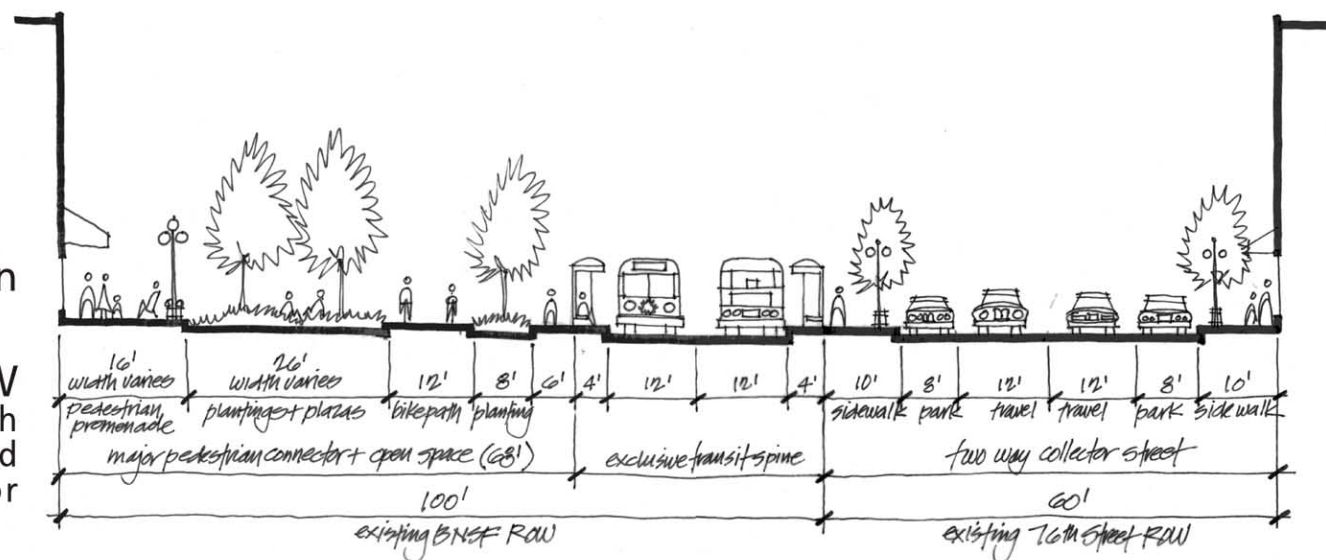 n
V
h
d
or
16' 26' 12' 8' 6' 4' 12' 12' 4' 10' 8' 12' 12' 8' 10'
width varies width varies
pedestrian promenade plantings + plazas bikepath planting sidewalk park travel travel park sidewalk
major pedestrian connector + open space (68') exclusive transit spine two way collector street
100' 60'
existing BNSF ROW existing 76th Street ROW